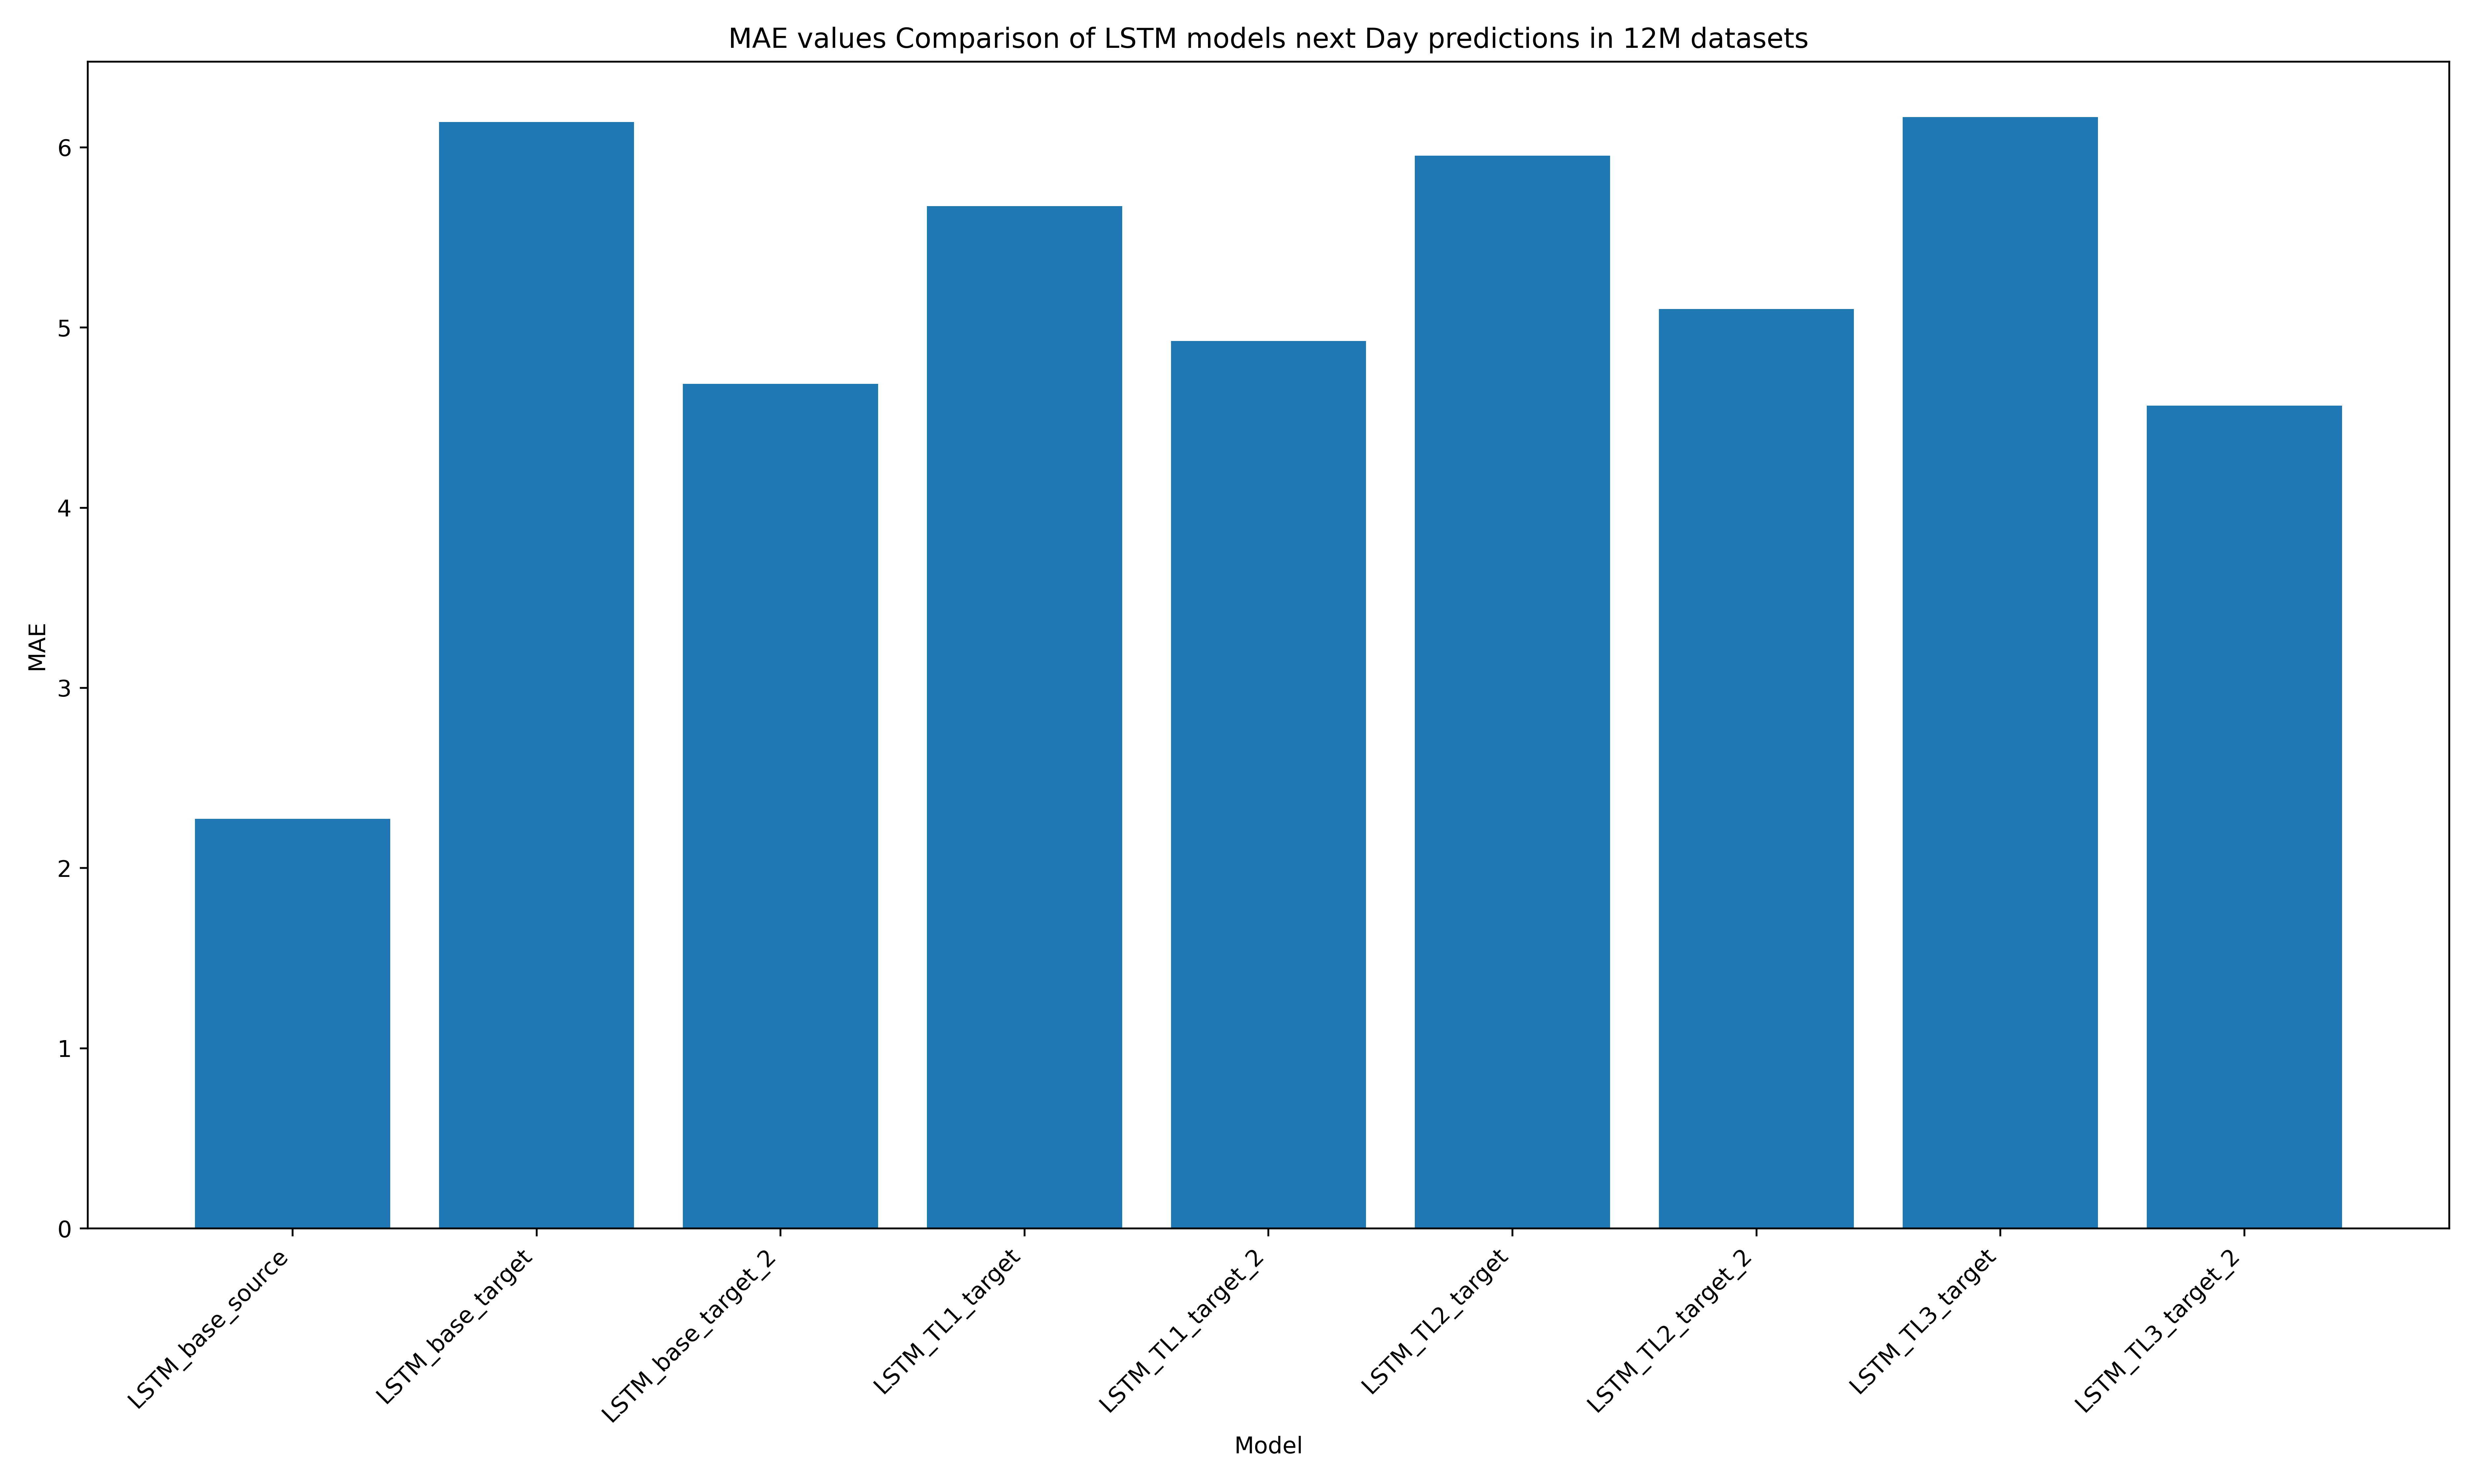 MAE values Comparison of LSTM models next Day predictions in 12M datasets
MAE
6
5
4
3
2
1
0
LSTM_base_source
LSTM_base_target
LSTM_base_target_2
LSTM_TL1_target
LSTM_TL1_target_2
LSTM_TL2_target
LSTM_TL2_target_2
LSTM_TL3_target
LSTM_TL3_target_2
Model